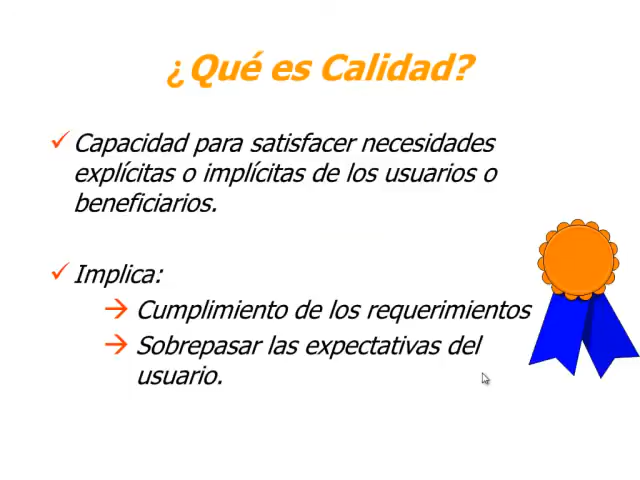 ¿Qué es Calidad?
Capacidad para satisfacer necesidades
explícitas o implícitas de los usuarios o
beneficiarios.
Implica:
Cumplimiento de los requerimientos
Sobrepasar las expectativas del
usuario.